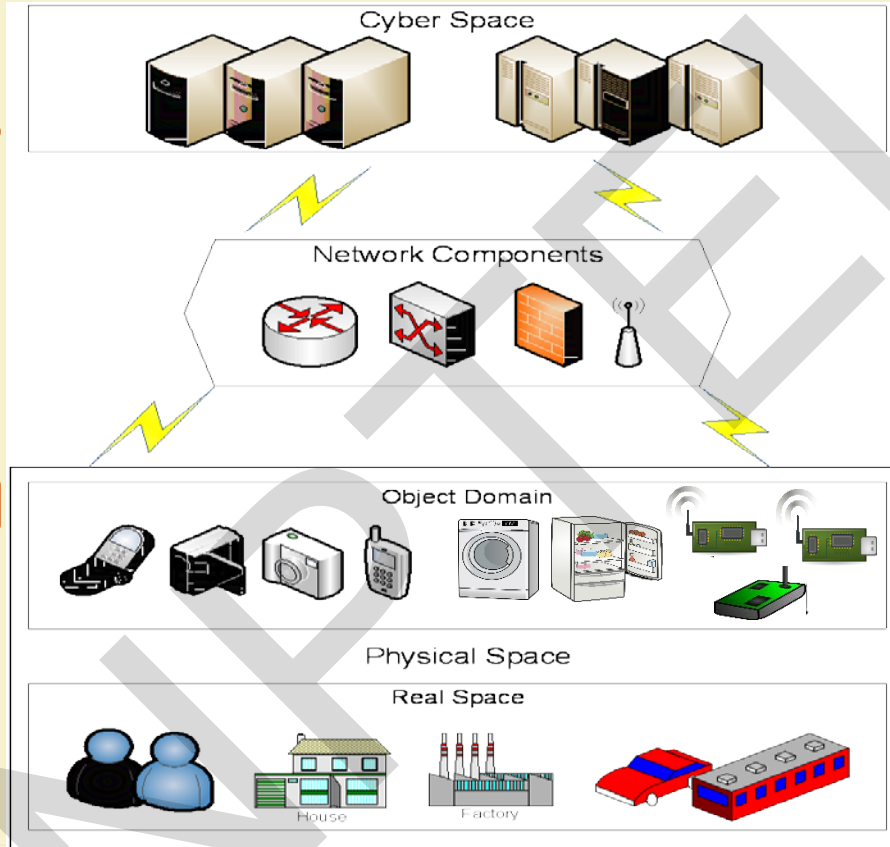 Cyber Space
Network Components
Object Domain
Physical Space
Real Space
House
Factory
NPTEL